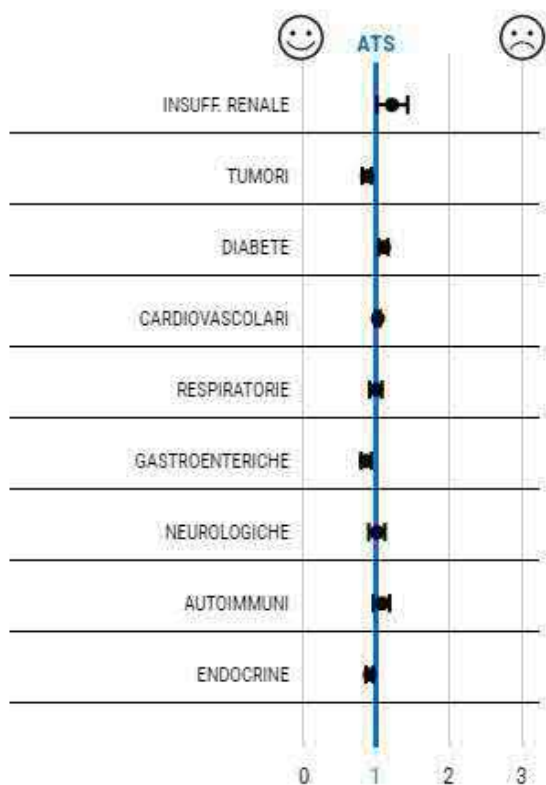 ATS
INSUFF. RENALE
TUMORI
DIABETE
CARDIOVASCOLARI
RESPIRATORIE
GASTROENTERICHE
NEUROLOGICHE
AUTOIMMUNI
ENDOCRINE
0 1 2 3